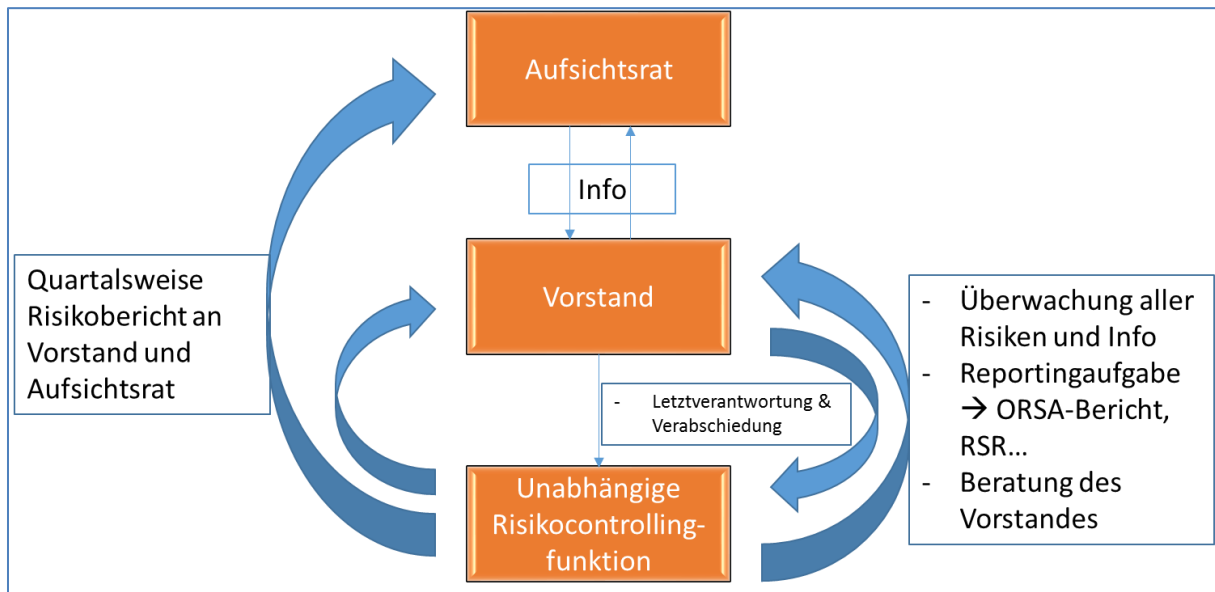 Aufsichtsrat
Info
Quartalsweise
Risikobericht an
Vorstand und
Aufsichtsrat
Vorstand
- Überwachung aller
Risiken und Info
- Reportingaufgabe
→ ORSA-Bericht,
RSR...
- Beratung des
Vorstandes
- Letztverantwortung &
Verabschiedung
Unabhängige
Risikocontrolling-
funktion